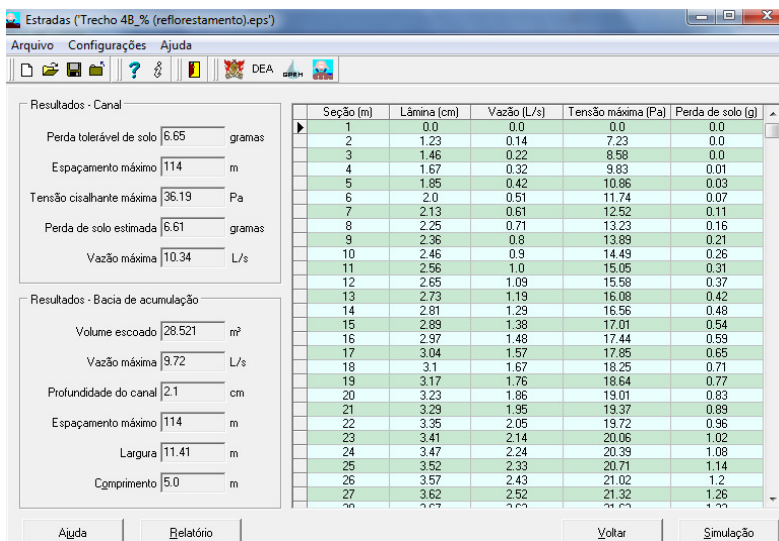 Estradas ('Trecho 4B_% (reflorestamento).eps')
Arquivo Configurações Ajuda
DEA
GPRH
Resultados - Canal
Perda tolerável de solo 6.65 gramas
Espaçamento máximo 114 m
Tensão cisalhante máxima 36.19 Pa
Perda de solo estimada 6.61 gramas
Vazão máxima 10.34 L/s
Resultados - Bacia de acumulação
Volume escoado 28.521 m³
Vazão máxima 9.72 L/s
Profundidade do canal 2.1 cm
Espaçamento máximo 114 m
Largura 11.41 m
Comprimento 5.0 m
Seção (m) Lâmina (cm) Vazão (L/s) Tensão máxima (Pa) Perda de solo (g)
1 0.0 0.0 0.0 0.0
2 1.23 0.14 7.23 0.0
3 1.46 0.22 8.58 0.0
4 1.67 0.32 9.83 0.01
5 1.85 0.42 10.86 0.03
6 2.0 0.51 11.74 0.07
7 2.13 0.61 12.52 0.11
8 2.25 0.71 13.23 0.16
9 2.36 0.8 13.89 0.21
10 2.46 0.9 14.49 0.26
11 2.56 1.0 15.05 0.31
12 2.65 1.09 15.58 0.37
13 2.73 1.19 16.08 0.42
14 2.81 1.29 16.56 0.48
15 2.89 1.38 17.01 0.54
16 2.97 1.48 17.44 0.59
17 3.04 1.57 17.85 0.65
18 3.1 1.67 18.25 0.71
19 3.17 1.76 18.64 0.77
20 3.23 1.86 19.01 0.83
21 3.29 1.95 19.37 0.89
22 3.35 2.05 19.72 0.96
23 3.41 2.14 20.06 1.02
24 3.47 2.24 20.39 1.08
25 3.52 2.33 20.71 1.14
26 3.57 2.43 21.02 1.2
27 3.62 2.52 21.32 1.26
Ajuda Relatório Voltar Simulação